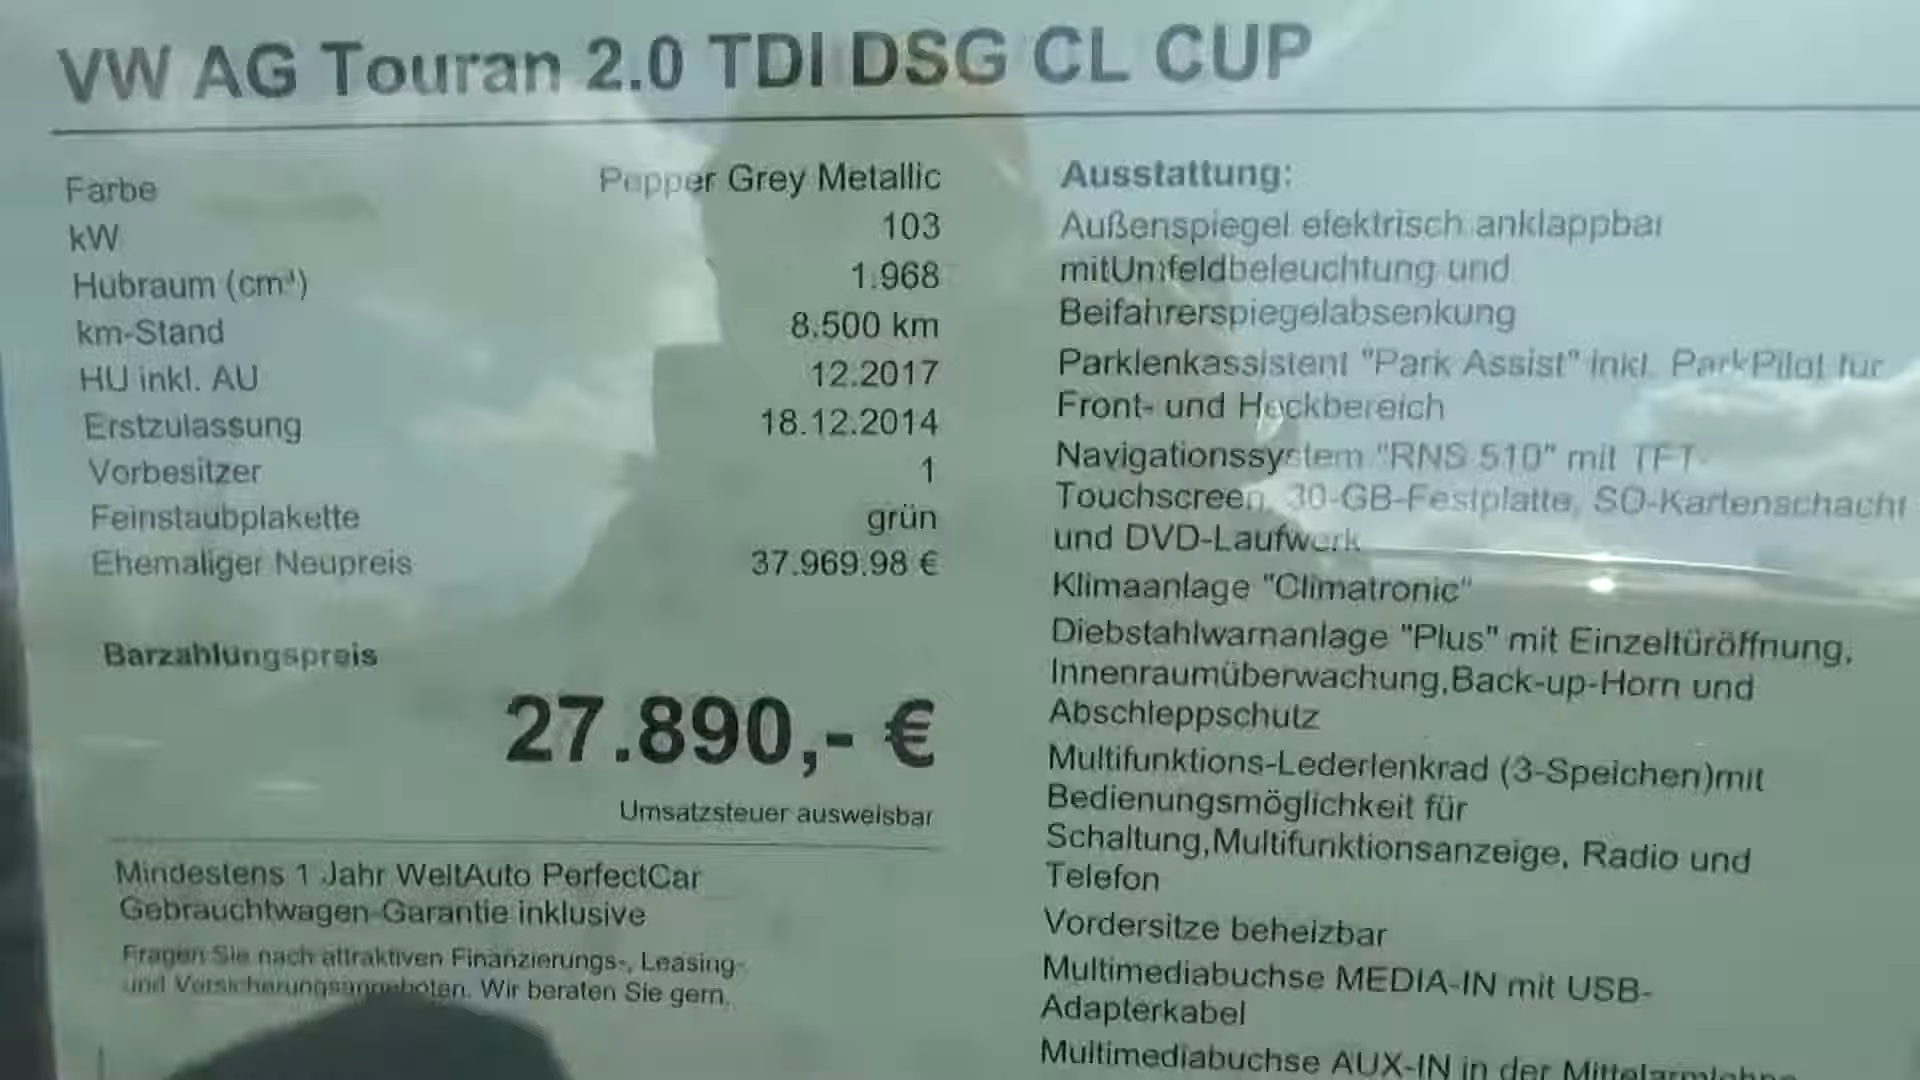 VW AG Touran 2.0 TDI DSG CL CUP
Farbe Pepper Grey Metallic
kW 103
Hubraum (cm³) 1.968
km-Stand 8.500 km
HU inkl. AU 12.2017
Erstzulassung 18.12.2014
Vorbesitzer 1
Feinstaubplakette grün
Ehemaliger Neupreis 37.969.98 €
Barzahlungspreis
27.890,- €
Umsatzsteuer ausweisbar
Mindestens 1 Jahr WeltAuto PerfectCar
Gebrauchtwagen-Garantie inklusive
Fragen Sie nach attraktiven Finanzierungs-, Leasing-
und Versicherungsangeboten. Wir beraten Sie gern.
Ausstattung:
Außenspiegel elektrisch anklappbar
mitUmfeldbeleuchtung und
Beifahrerspiegelabsenkung
Parklenkassistent "Park Assist" inkl. ParkPilot für
Front- und Heckbereich
Navigationssystem "RNS 510" mit TFT-
Touchscreen, 30-GB-Festplatte, SD-Kartenschacht
und DVD-Laufwerk
Klimaanlage "Climatronic"
Diebstahlwarnanlage "Plus" mit Einzeltüröffnung,
Innenraumüberwachung,Back-up-Horn und
Abschleppschutz
Multifunktions-Lederlenkrad (3-Speichen)mit
Bedienungsmöglichkeit für
Schaltung,Multifunktionsanzeige, Radio und
Telefon
Vordersitze beheizbar
Multimediabuchse MEDIA-IN mit USB-
Adapterkabel
Multimediabuchse AUX-IN in der Mittelarmlehne